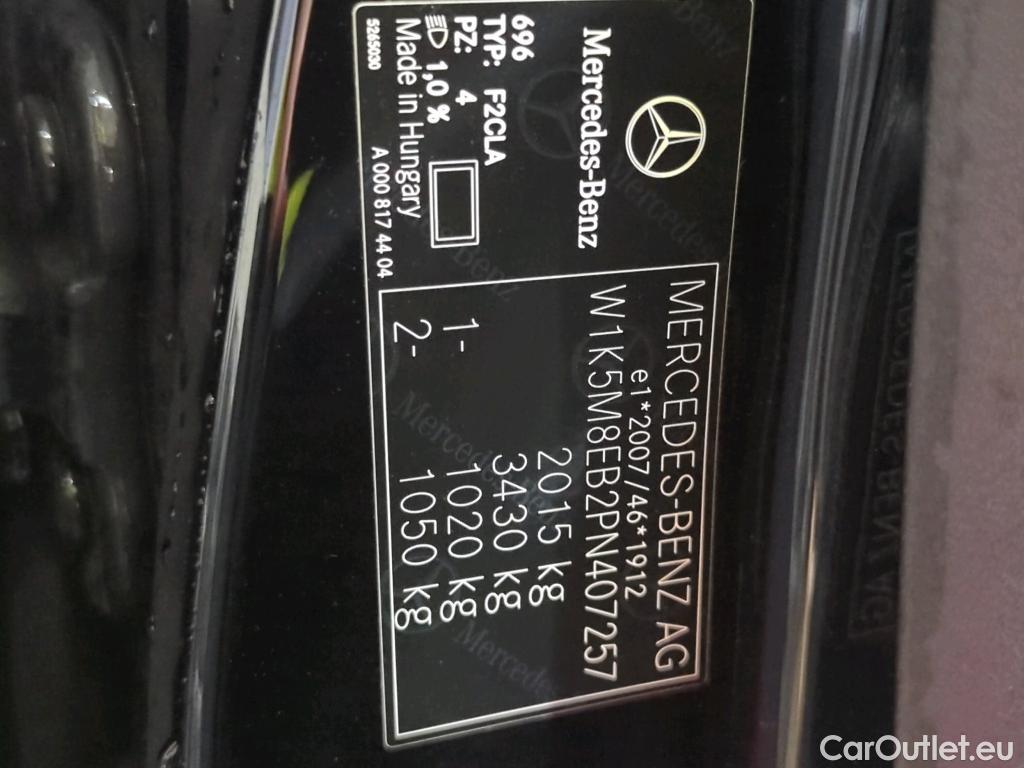 Mercedes-Benz
696
TYP: F2CLA
PZ: 4
1,0 %
Made in Hungary
5265030
A 000 817 44 04
MERCEDES-BENZ AG
e1*2007/46*1912
W1K5M8EB2PN407257
2015 kg
3430 kg
1- 1020 kg
2- 1050 kg
CarOutlet.eu